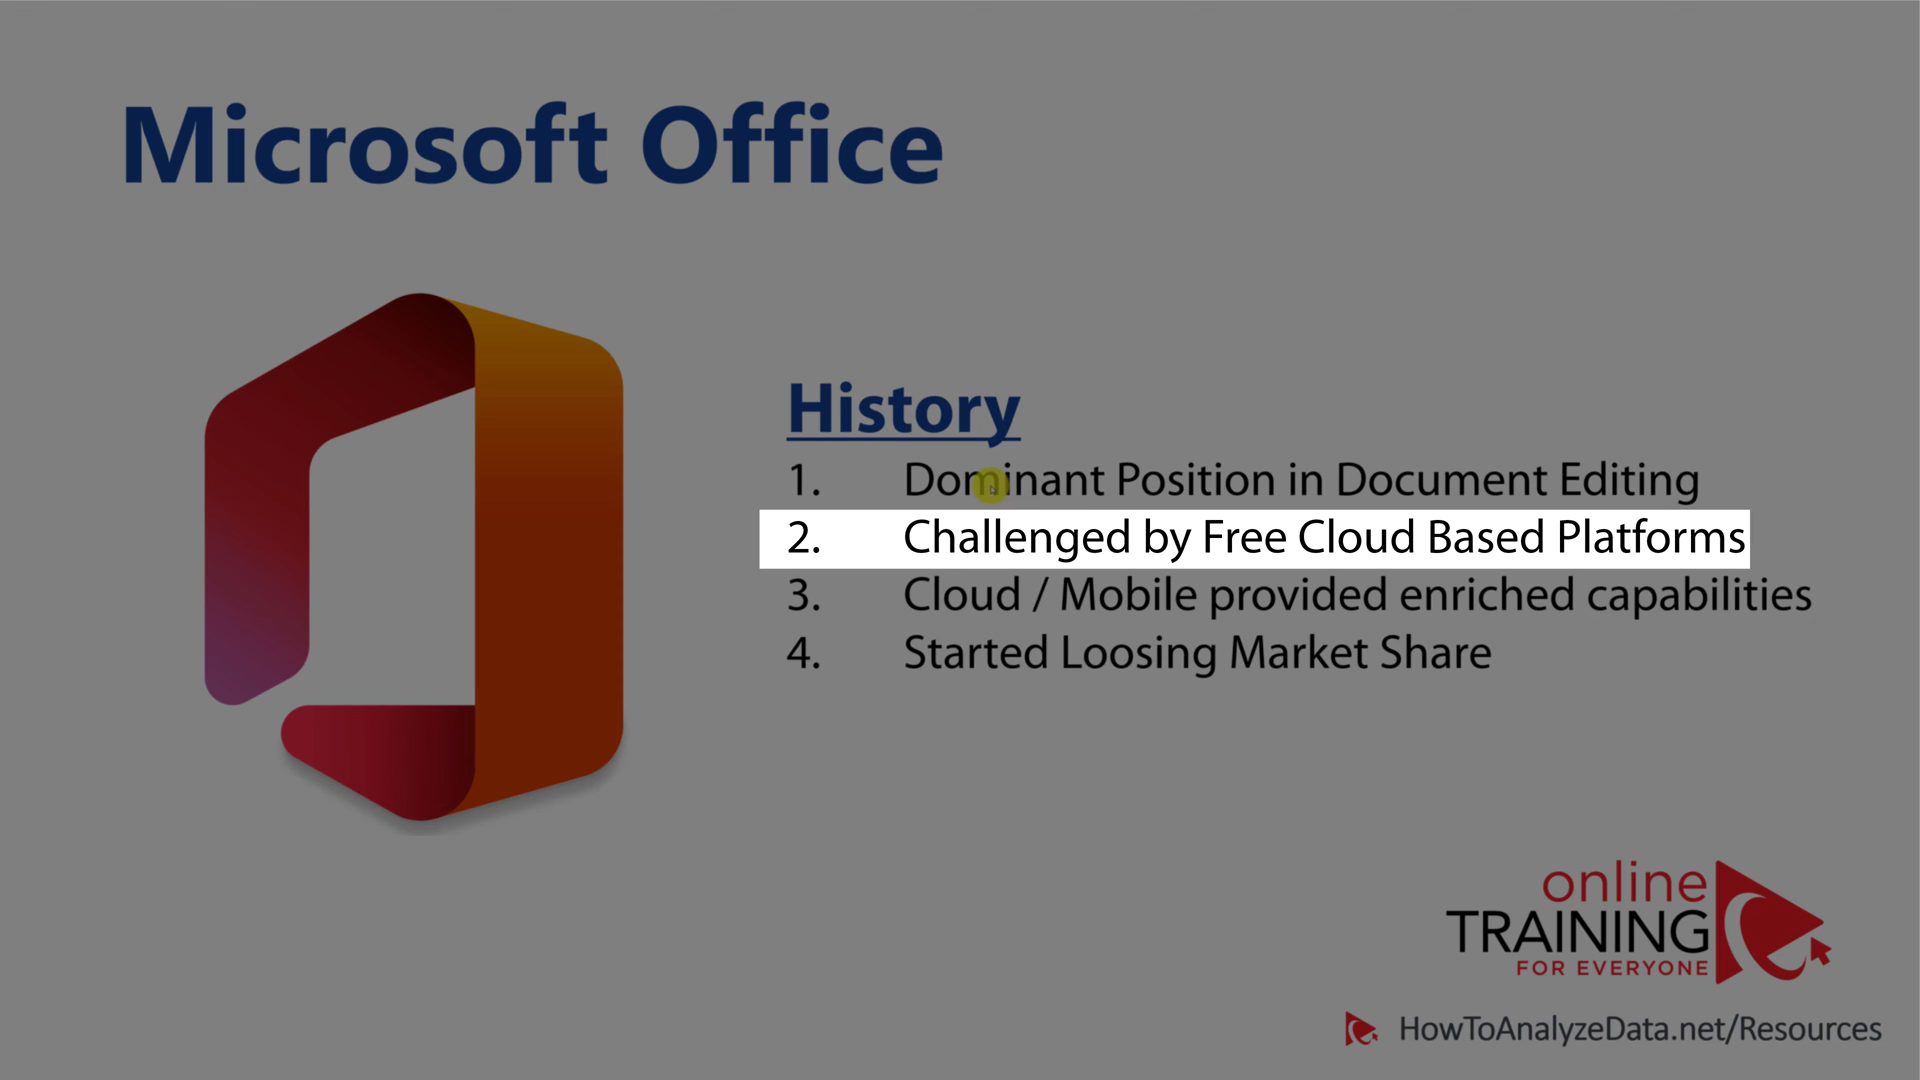 Microsoft Office
History
1. Dominant Position in Document Editing
2. Challenged by Free Cloud Based Platforms
3. Cloud / Mobile provided enriched capabilities
4. Started Loosing Market Share
online
TRAINING
FOR EVERYONE
HowToAnalyzeData.net/Resources